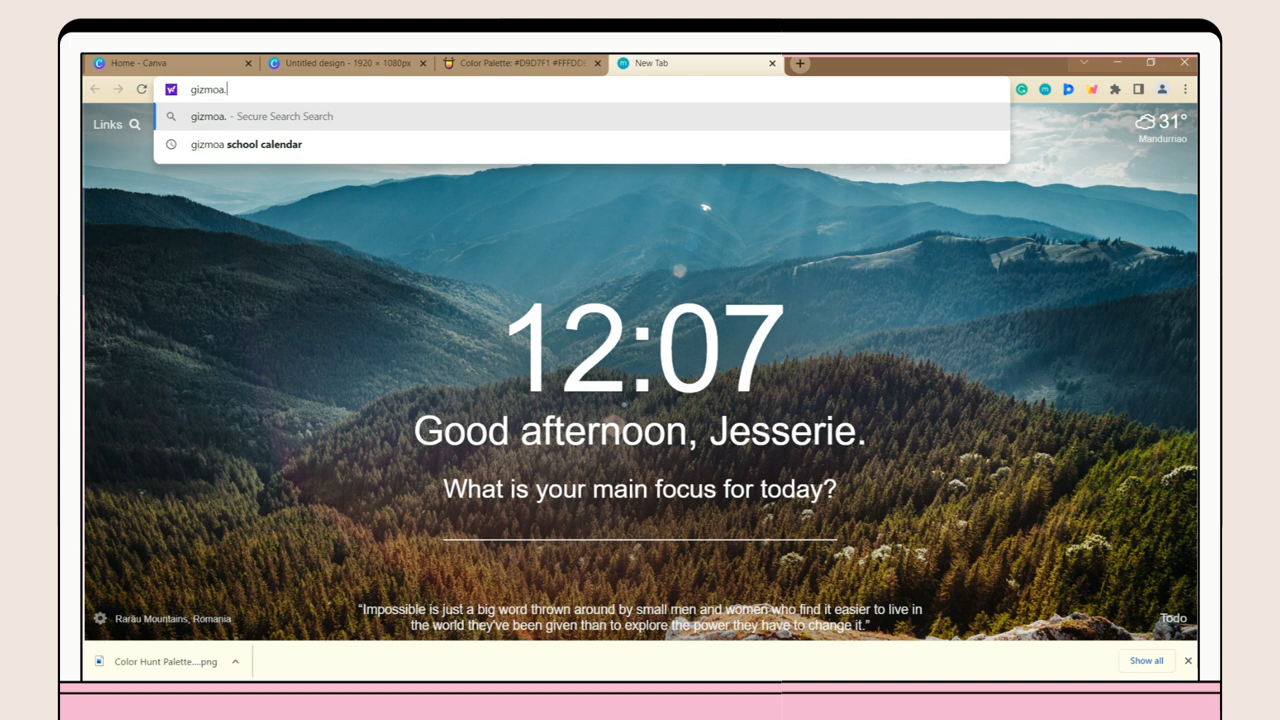 Home - Canva
Untitled design - 1920 × 1080px
Color Palette: #D9D7F1 #FFFDD
New Tab
gizmoa.
gizmoa. - Secure Search Search
gizmoa school calendar
Links
31°
Mandurriao
12:07
Good afternoon, Jesserie.
What is your main focus for today?
“Impossible is just a big word thrown around by small men and women who find it easier to live in
the world they've been given than to explore the power they have to change it.”
Rarău Mountains, Romania
Todo
Color Hunt Palette....png
Show all